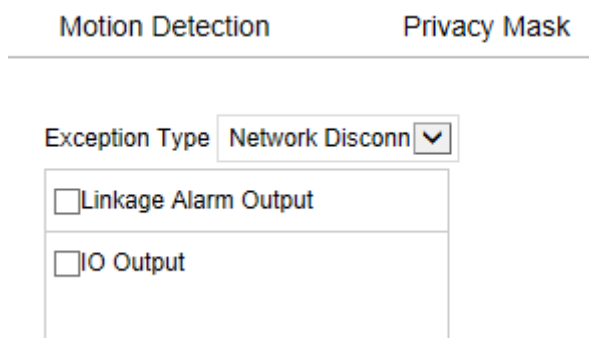 Motion Detection Privacy Mask
Exception Type Network Disconn
Linkage Alarm Output
IO Output